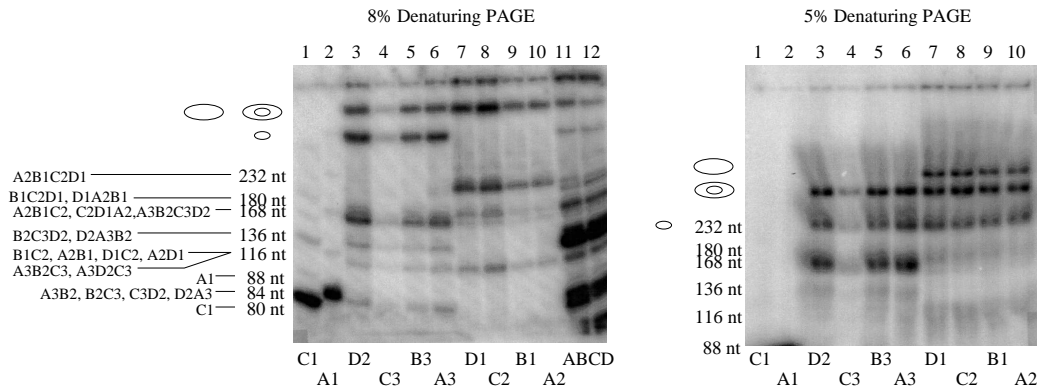 8% Denaturing PAGE
1 2 3 4 5 6 7 8 9 10 11 12
A2B1C2D1 232 nt
B1C2D1, D1A2B1 180 nt
A2B1C2, C2D1A2,A3B2C3D2 168 nt
B2C3D2, D2A3B2 136 nt
B1C2, A2B1, D1C2, A2D1 116 nt
A3B2C3, A3D2C3
A1 88 nt
A3B2, B2C3, C3D2, D2A3 84 nt
C1 80 nt
C1 D2 B3 D1 B1 ABCD
A1 C3 A3 C2 A2
5% Denaturing PAGE
1 2 3 4 5 6 7 8 9 10
232 nt
180 nt
168 nt
136 nt
116 nt
88 nt
C1 D2 B3 D1 B1
A1 C3 A3 C2 A2